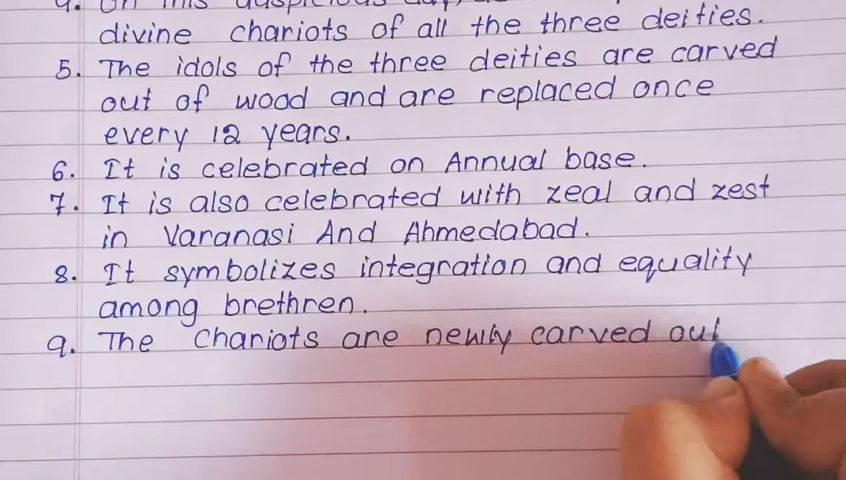 divine chariots of all the three deities.
5. The idols of the three deities are carved
out of wood and are replaced once
every 12 years.
6. It is celebrated on Annual base.
7. It is also celebrated with zeal and zest
in Varanasi And Ahmedabad.
8. It symbolizes integration and equality
among brethren.
9. The Chariots are newly carved out